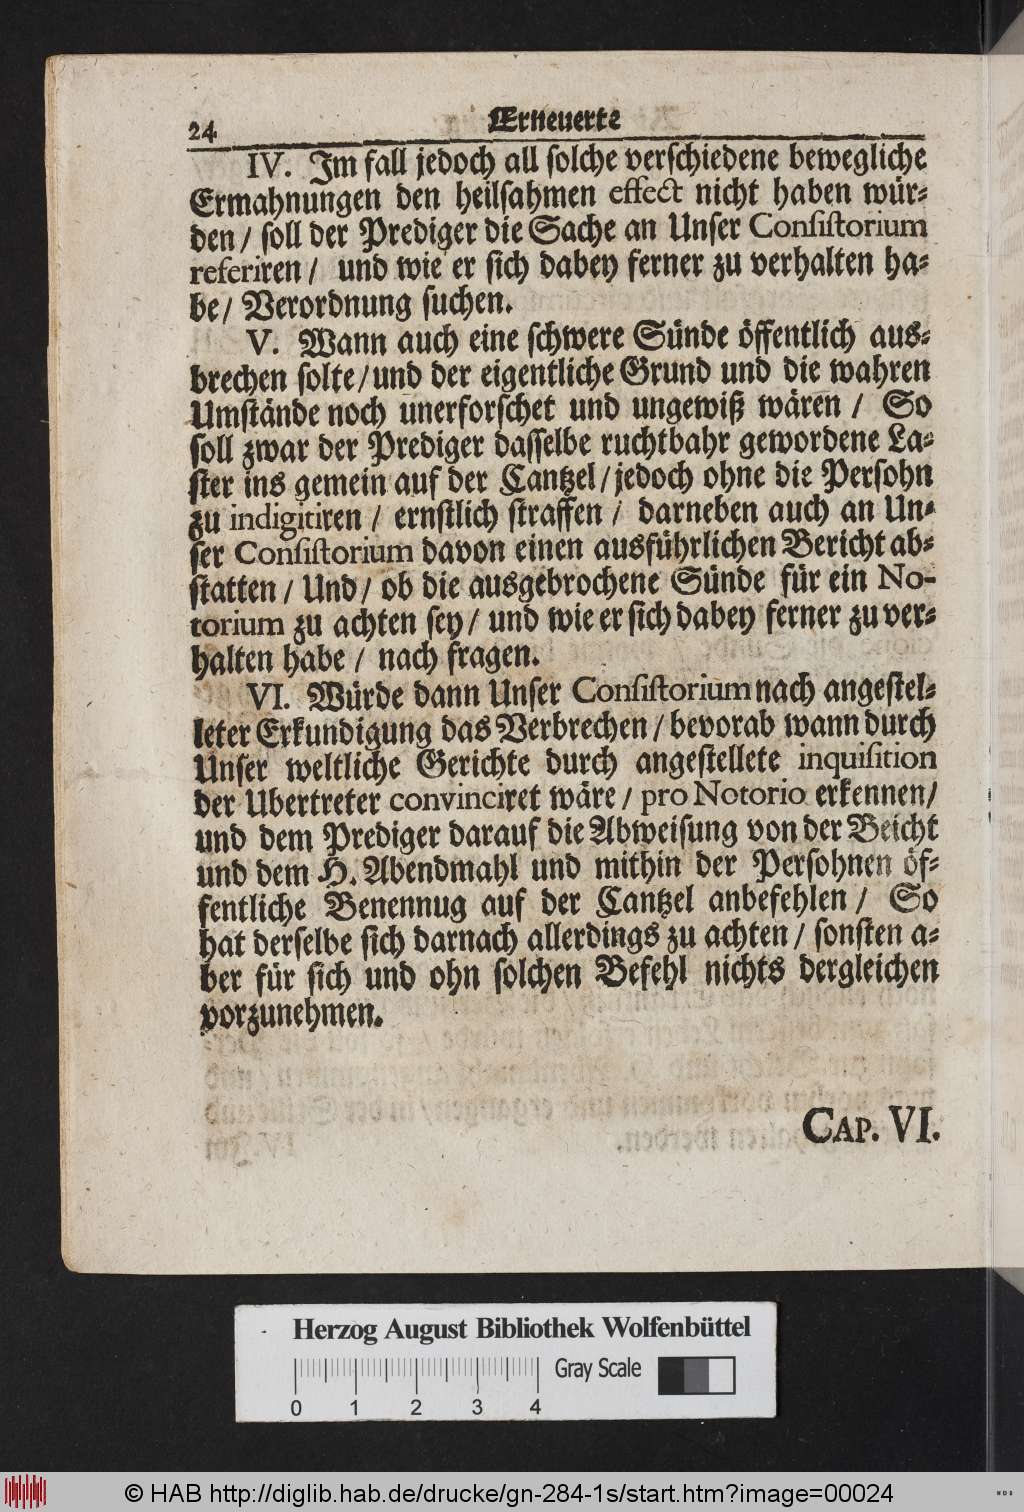 24.
Erneuerte
IV. Im fall jedoch all solche verschiedene bewegliche
Ermahnungen den heilsahmen effect nicht haben wür-
den / soll der Prediger die Sache an Unser Consistorium
referiren / und wie er sich dabey ferner zu verhalten ha-
be / Verordnung suchen.
V. Wann auch eine schwere Sünde öffentlich aus-
brechen solte / und der eigentliche Grund und die wahren
Umstände noch unerforschet und ungewiß wären / So
soll zwar der Prediger dasselbe ruchtbahr gewordene La-
ster ins gemein auf der Cantzel / jedoch ohne die Persohn
zu indigitiren / ernstlich straffen / darneben auch an Un-
ser Consistorium davon einen ausführlichen Bericht ab-
statten / Und / ob die ausgebrochene Sünde für ein No-
torium zu achten sey / und wie er sich dabey ferner zu ver-
halten habe / nach fragen.
VI. Würde dann Unser Consistorium nach angestel-
leter Erkundigung das Verbrechen / bevorab wann durch
Unser weltliche Gerichte durch angestellete inquisition
der Ubertreter convinciret wäre / pro Notorio erkennen /
und dem Prediger darauf die Abweisung von der Beicht
und dem H. Abendmahl und mithin der Persohnen öf-
fentliche Benennug auf der Cantzel anbefehlen / So
hat derselbe sich darnach allerdings zu achten / sonsten a-
ber für sich und ohn solchen Befehl nichts dergleichen
vorzunehmen.
CAP. VI.
Herzog August Bibliothek Wolfenbüttel
Gray Scale
0 1 2 3 4
© HAB http://diglib.hab.de/drucke/gn-284-1s/start.htm?image=00024